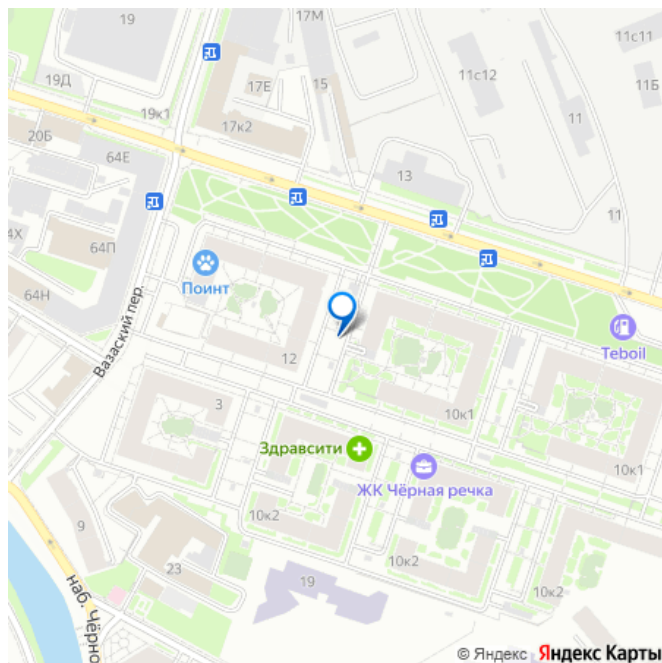 19
17М
11с11
19Д
17Е
15
11с12
11Б
19к1
17к2
11
20Б
64Е
13
4Х
64П
11
64Н
Поинт
Teboil
Вазаский пер.
12
3
10к1
10к1
Здравсити
ЖК Чёрная речка
9
10к2
10к2
23
19
10к2
наб. Чёрно
© Яндекс Яндекс Карты